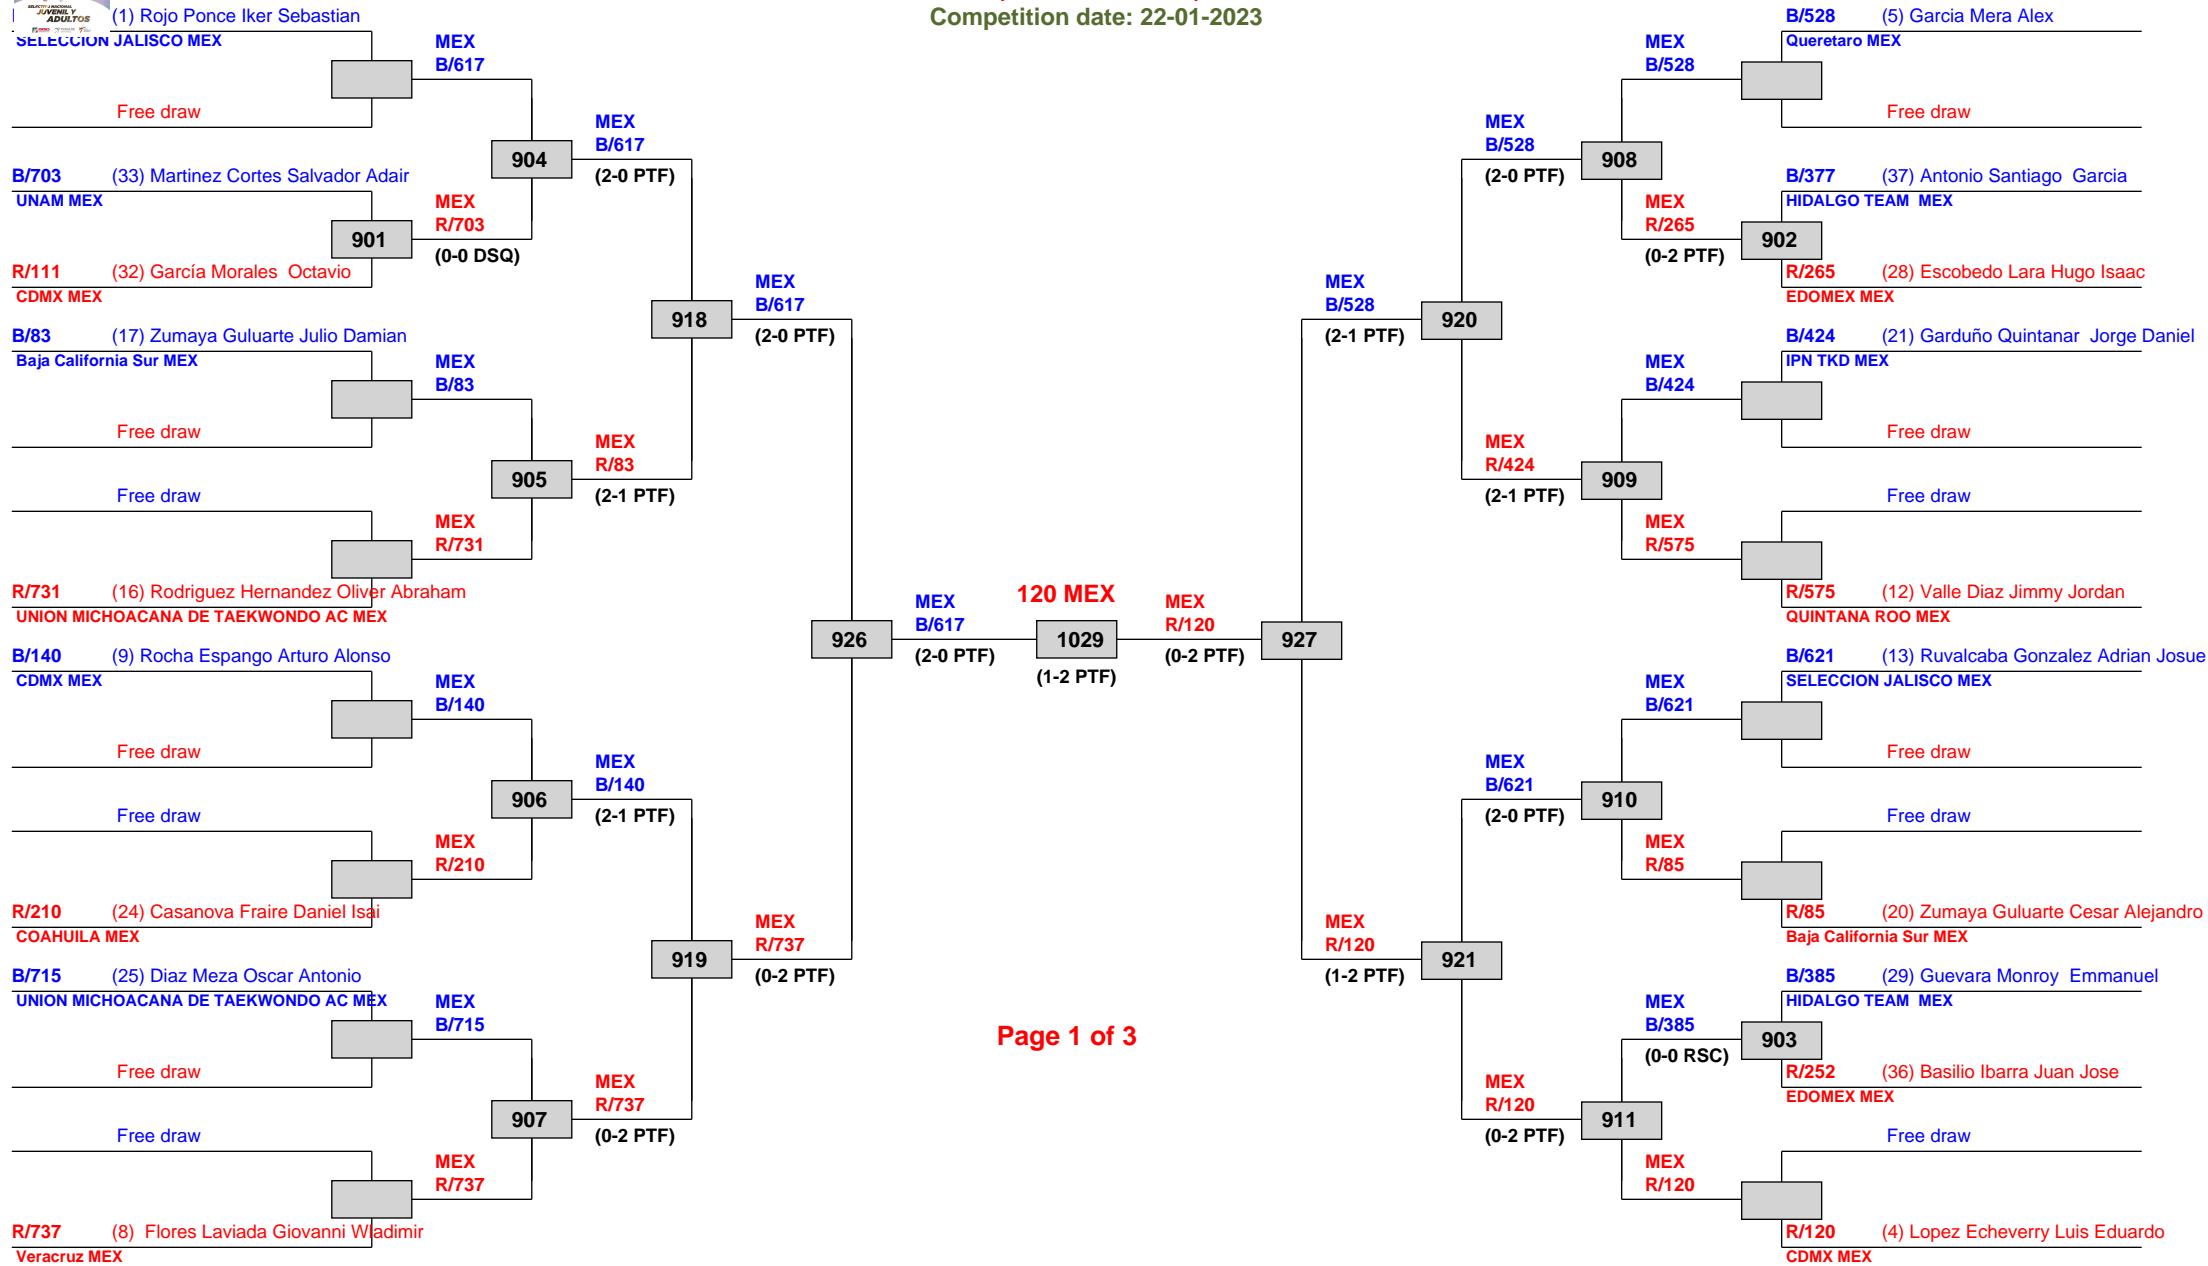 JUVENIL Y
ADULTOS
Competition date: 22-01-2023
(1) Rojo Ponce Iker Sebastian
SELECCION JALISCO MEX
Free draw
B/703 (33) Martinez Cortes Salvador Adair
UNAM MEX
901
R/111 (32) García Morales Octavio
CDMX MEX
B/83 (17) Zumaya Guluarte Julio Damian
Baja California Sur MEX
Free draw
Free draw
R/731 (16) Rodriguez Hernandez Oliver Abraham
UNION MICHOACANA DE TAEKWONDO AC MEX
B/140 (9) Rocha Espango Arturo Alonso
CDMX MEX
Free draw
Free draw
R/210 (24) Casanova Fraire Daniel Isai
COAHUILA MEX
B/715 (25) Diaz Meza Oscar Antonio
UNION MICHOACANA DE TAEKWONDO AC MEX
Free draw
Free draw
R/737 (8) Flores Laviada Giovanni Wladimir
Veracruz MEX
MEX
B/617
904
MEX
R/703
(0-0 DSQ)
MEX
B/83
905
MEX
R/731
MEX
B/140
906
MEX
R/210
MEX
B/715
907
MEX
R/737
MEX
B/617
(2-0 PTF)
918
MEX
R/83
(2-1 PTF)
MEX
B/140
(2-1 PTF)
919
MEX
R/737
(0-2 PTF)
MEX
B/617
(2-0 PTF)
926
MEX
R/737
(0-2 PTF)
MEX
B/617
(2-0 PTF)
120 MEX
1029
(1-2 PTF)
MEX
R/120
(0-2 PTF)
927
Page 1 of 3
MEX
B/528
(2-1 PTF)
920
MEX
R/120
(1-2 PTF)
921
MEX
B/528
(2-0 PTF)
908
MEX
R/424
(2-1 PTF)
909
MEX
B/621
(2-0 PTF)
910
MEX
R/120
(0-2 PTF)
911
MEX
B/528
MEX
R/265
(0-2 PTF)
MEX
B/424
MEX
R/575
MEX
B/621
MEX
R/85
MEX
B/385
(0-0 RSC)
MEX
R/120
B/528 (5) Garcia Mera Alex
Queretaro MEX
Free draw
B/377 (37) Antonio Santiago Garcia
HIDALGO TEAM MEX
902
R/265 (28) Escobedo Lara Hugo Isaac
EDOMEX MEX
B/424 (21) Garduño Quintanar Jorge Daniel
IPN TKD MEX
Free draw
Free draw
R/575 (12) Valle Diaz Jimmy Jordan
QUINTANA ROO MEX
B/621 (13) Ruvalcaba Gonzalez Adrian Josue
SELECCION JALISCO MEX
Free draw
Free draw
R/85 (20) Zumaya Guluarte Cesar Alejandro
Baja California Sur MEX
B/385 (29) Guevara Monroy Emmanuel
HIDALGO TEAM MEX
903
R/252 (36) Basilio Ibarra Juan Jose
EDOMEX MEX
Free draw
R/120 (4) Lopez Echeverry Luis Eduardo
CDMX MEX